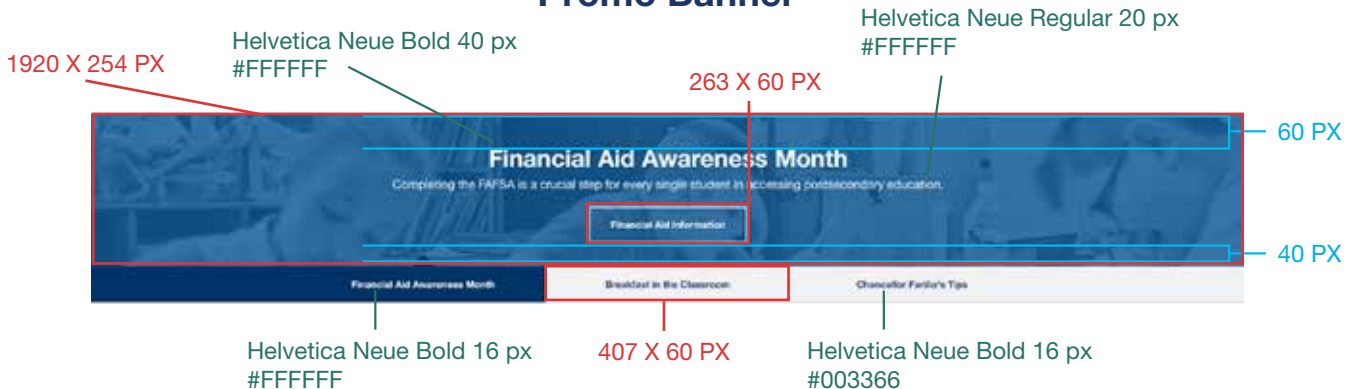 Promo Banner
Helvetica Neue Bold 40 px
#FFFFFF
Helvetica Neue Regular 20 px
#FFFFFF
1920 X 254 PX
263 X 60 PX
60 PX
Financial Aid Awareness Month
Completing the FAFSA is a crucial step for every single student in accessing postsecondary education.
Financial Aid Information
40 PX
Financial Aid Awareness Month
Breakfast in the Classroom
Chancellor Fariña's Tips
Helvetica Neue Bold 16 px
#FFFFFF
407 X 60 PX
Helvetica Neue Bold 16 px
#003366